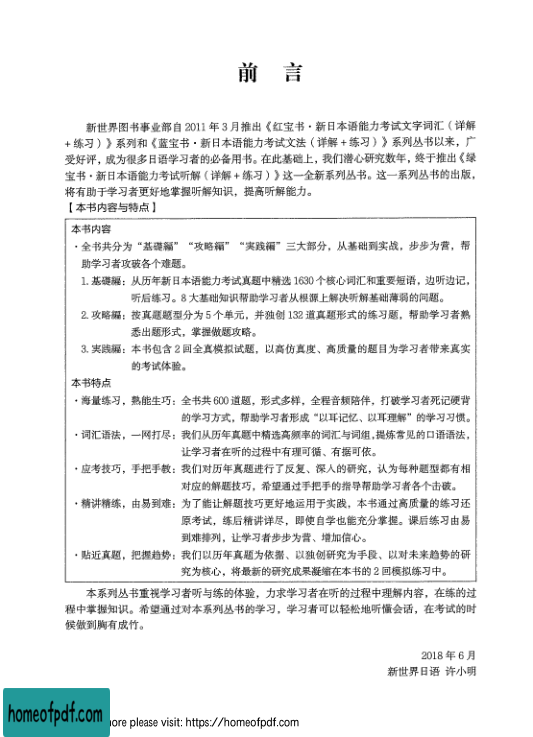 前 言
新世界图书事业部自 2011 年 3 月推出《红宝书·新日本语能力考试文字词汇（详解
+ 练习）》系列和《蓝宝书·新日本语能力考试文法（详解 + 练习）》系列丛书以来，广
受好评，成为很多日语学习者的必备用书。在此基础上，我们潜心研究数年，终于推出《绿
宝书·新日本语能力考试听解（详解 + 练习）》这一全新系列丛书。这一系列丛书的出版，
将有助于学习者更好地掌握听解知识，提高听解能力。
【本书内容与特点】
本书内容
·全书共分为“基礎編”“攻略編”“実践編”三大部分，从基础到实战，步步为营，帮
助学习者攻破各个难题。
1. 基礎編：从历年新日本语能力考试真题中精选 1630 个核心词汇和重要短语，边听边记，
听后练习。8 大基础知识帮助学习者从根源上解决听解基础薄弱的问题。
2. 攻略編：按真题题型分为 5 个单元，并独创 132 道真题形式的练习题，帮助学习者熟
悉出题形式，掌握做题攻略。
3. 実践編：本书包含 2 回全真模拟试题，以高仿真度、高质量的题目为学习者带来真实
的考试体验。
本书特点
·海量练习，熟能生巧：全书共 600 道题，形式多样，全程音频陪伴，打破学习者死记硬背
的学习方式，帮助学习者形成“以耳记忆、以耳理解”的学习习惯。
·词汇语法，一网打尽：我们从历年真题中精选高频率的词汇与词组，提炼常见的口语语法，
让学习者在听的过程中有理可循、有据可依。
·应考技巧，手把手教：我们对历年真题进行了反复、深入的研究，认为每种题型都有相
对应的解题技巧，希望通过手把手的指导帮助学习者各个击破。
·精讲精练，由易到难：为了能让解题技巧更好地运用于实践，本书通过高质量的练习还
原考试，练后精讲详尽，即使自学也能充分掌握。课后练习由易
到难排列，让学习者步步为营、增加信心。
·贴近真题，把握趋势：我们以历年真题为依据、以独创研究为手段、以对未来趋势的研
究为核心，将最新的研究成果凝缩在本书的 2 回模拟练习中。
本系列丛书重视学习者听与练的体验，力求学习者在听的过程中理解内容，在练的过
程中掌握知识。希望通过对本系列丛书的学习，学习者可以轻松地听懂会话，在考试的时
候做到胸有成竹。
2018 年 6 月
新世界日语 许小明
homeofpdf.com
ore please visit: https://homeofpdf.com